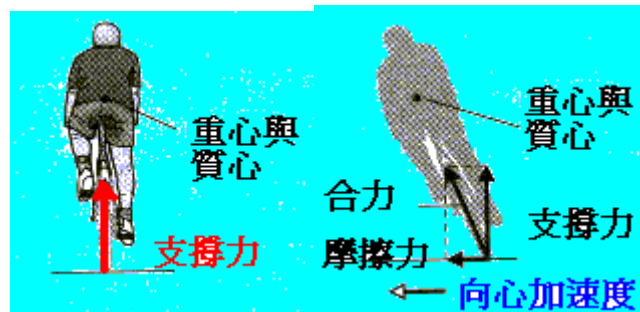 重心與
質心
支撐力
重心與
質心
合力
支撐力
摩擦力
向心加速度